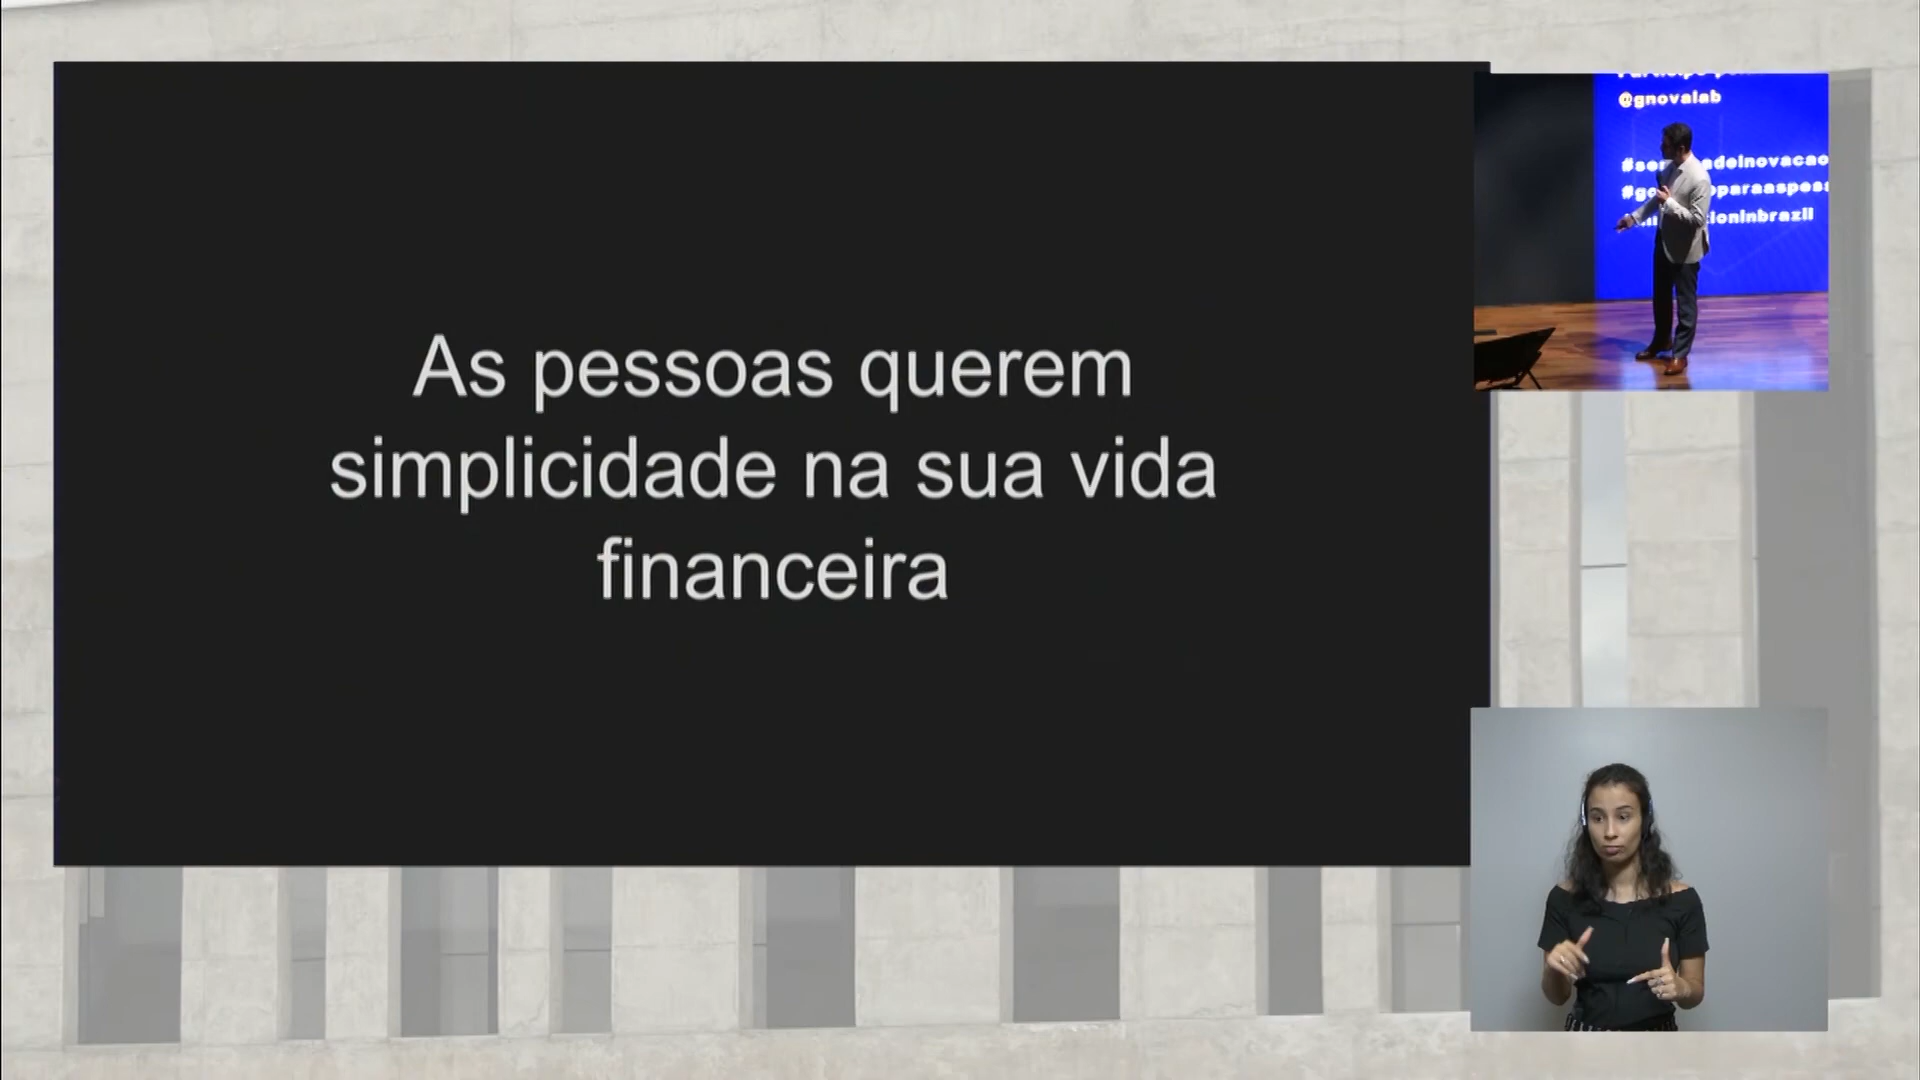 As pessoas querem
simplicidade na sua vida
financeira
@gnovalab